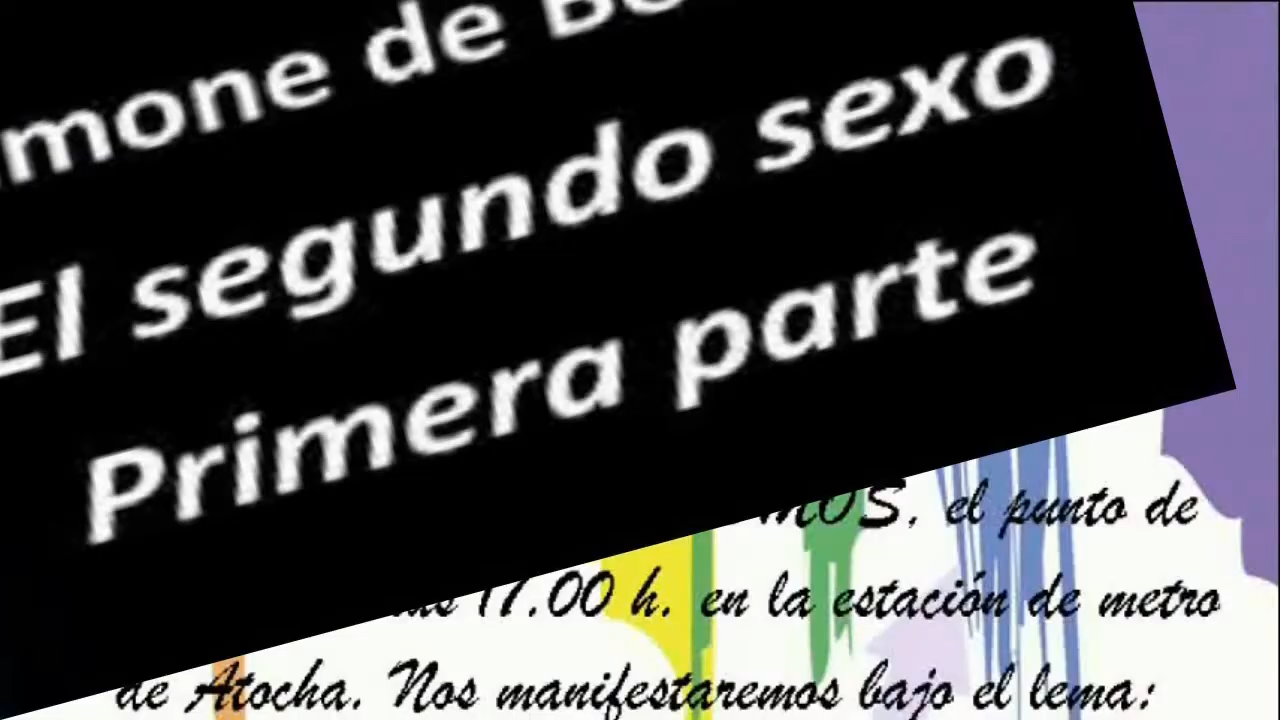 de
El segundo sexo
Primera parte
el punto de
17.00 h. en la estación de metro
de Atocha. Nos manifestaremos bajo el lema: